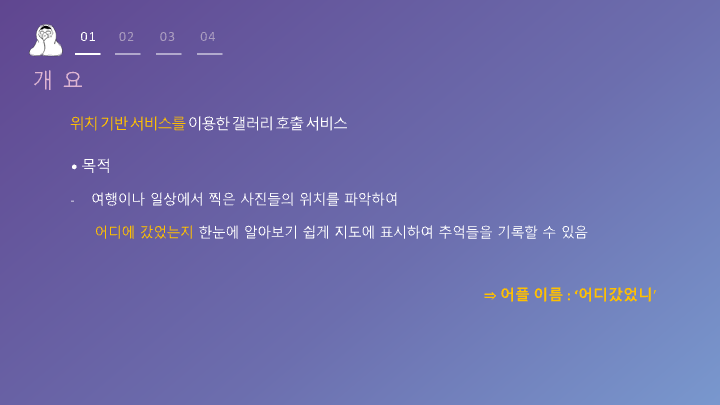 01 02 03 04
개 요
위치 기반 서비스를 이용한 갤러리 호출 서비스
• 목적
- 여행이나 일상에서 찍은 사진들의 위치를 파악하여
어디에 갔었는지 한눈에 알아보기 쉽게 지도에 표시하여 추억들을 기록할 수 있음
⇒ 어플 이름 : ‘어디갔었니’